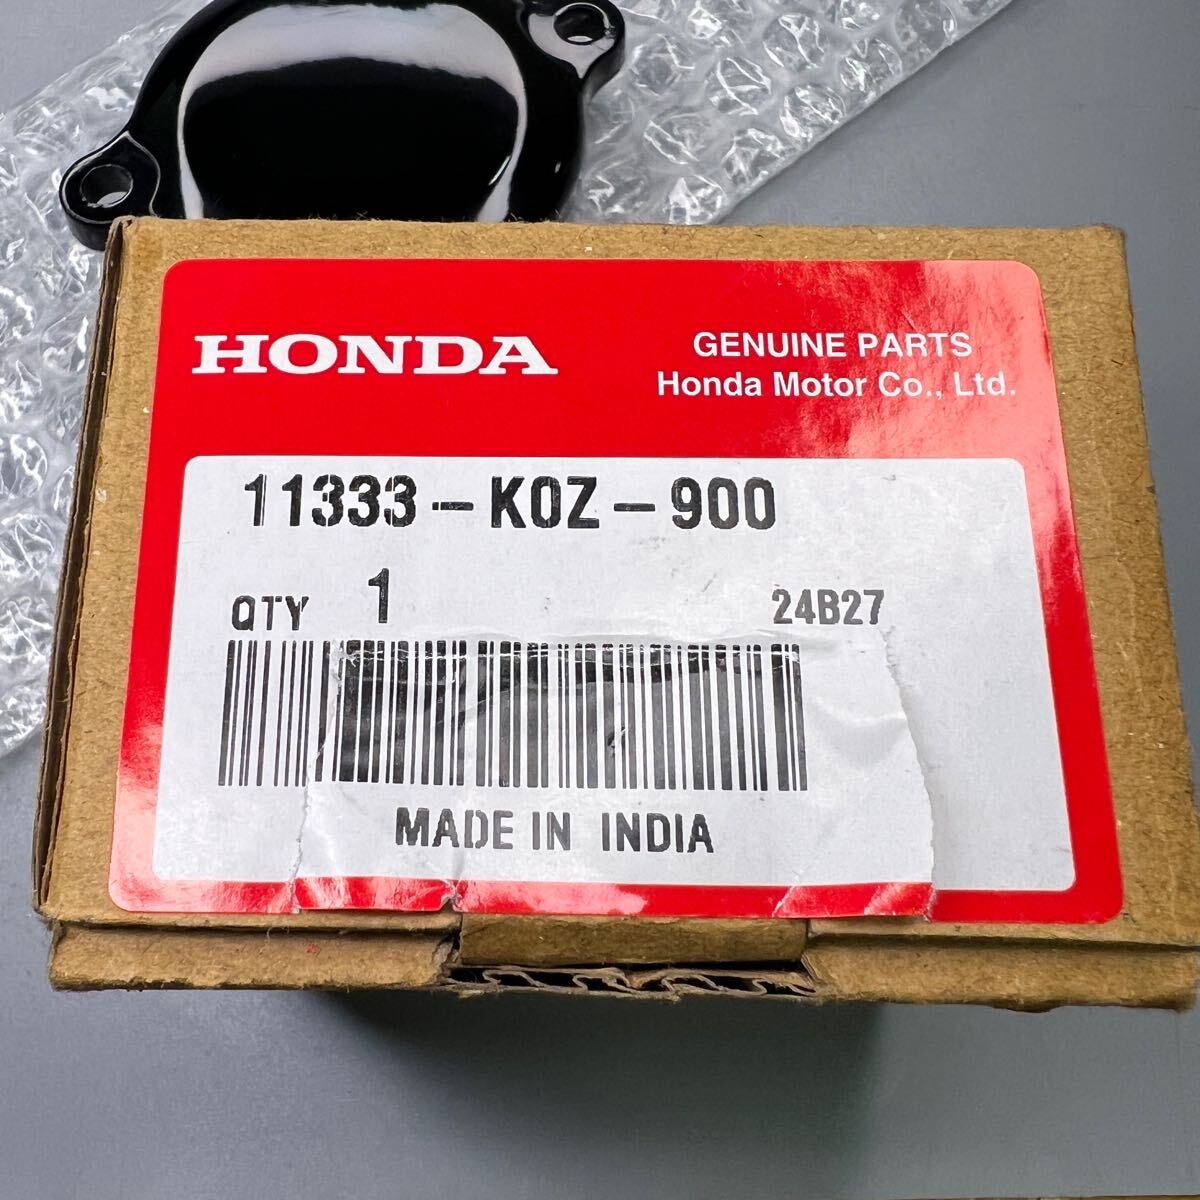 HONDA
GENUINE PARTS
Honda Motor Co., Ltd.
11333-K0Z-900
QTY 1
24B27
MADE IN INDIA